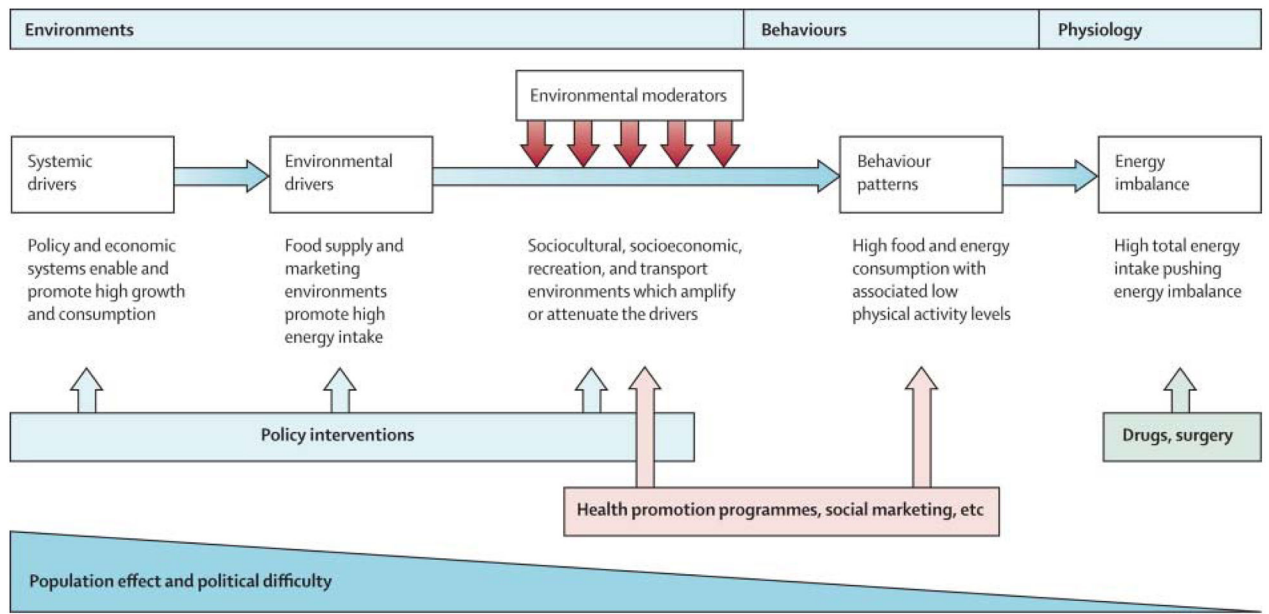 Environments
Behaviours
Physiology
Environmental moderators
Systemic
drivers
Environmental
drivers
Behaviour
patterns
Energy
imbalance
Policy and economic
systems enable and
promote high growth
and consumption
Food supply and
marketing
environments
promote high
energy intake
Sociocultural, socioeconomic,
recreation, and transport
environments which amplify
or attenuate the drivers
High food and energy
consumption with
associated low
physical activity levels
High total energy
intake pushing
energy imbalance
Policy interventions
Drugs, surgery
Health promotion programmes, social marketing, etc
Population effect and political difficulty